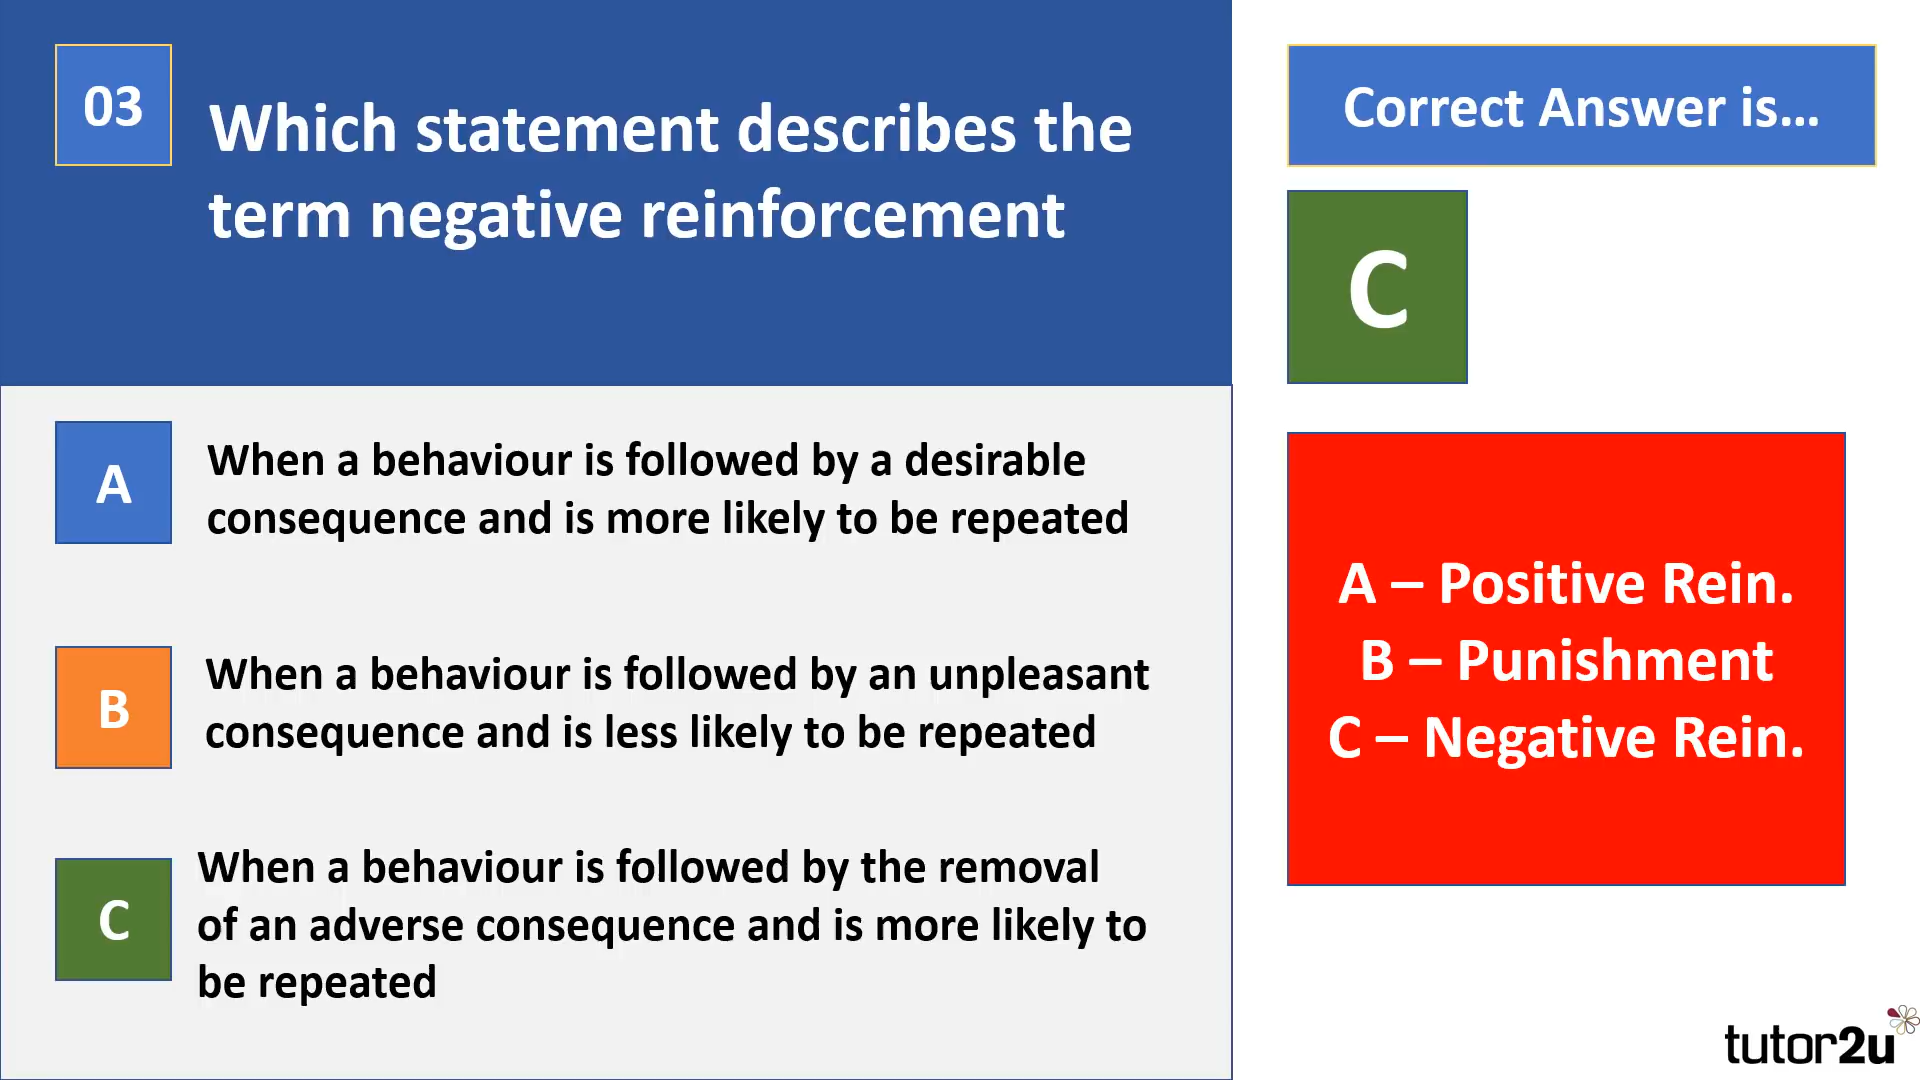 03
Which statement describes the
term negative reinforcement
A
When a behaviour is followed by a desirable
consequence and is more likely to be repeated
B
When a behaviour is followed by an unpleasant
consequence and is less likely to be repeated
C
When a behaviour is followed by the removal
of an adverse consequence and is more likely to
be repeated
Correct Answer is...
C
A – Positive Rein.
B – Punishment
C – Negative Rein.
tutor2u